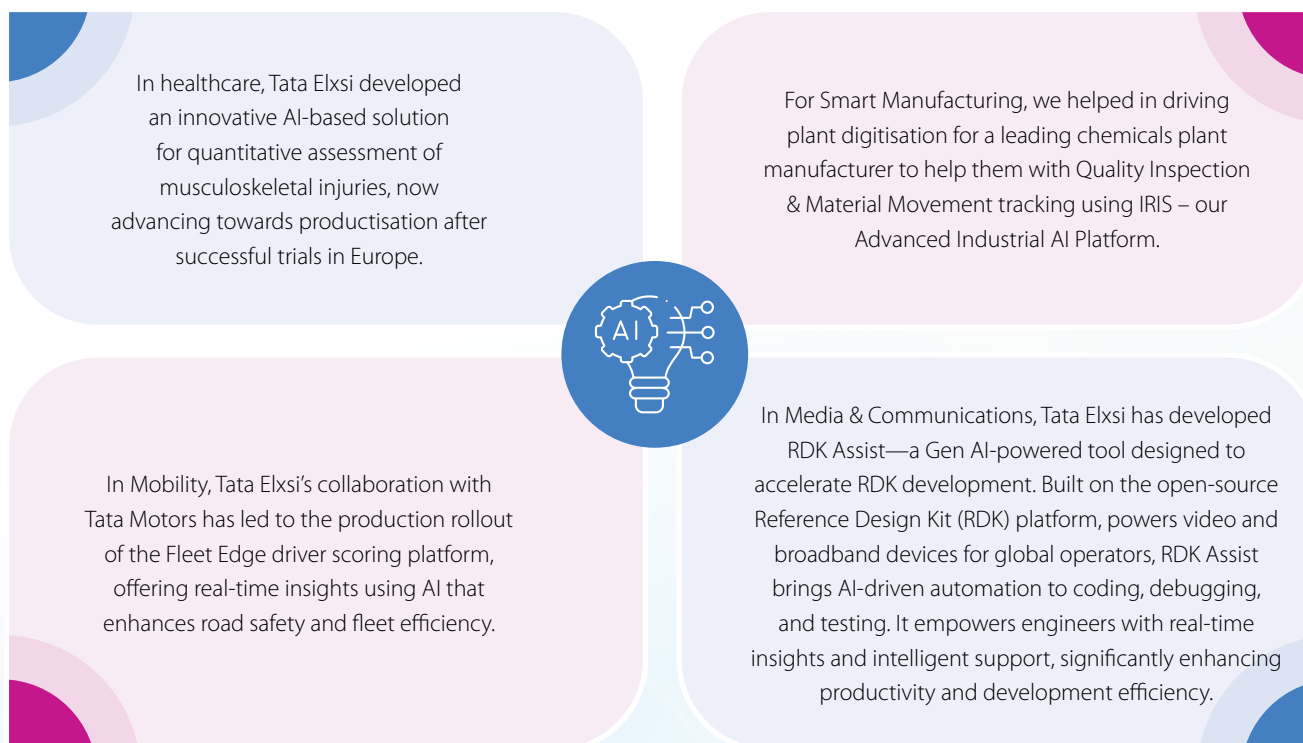 In healthcare, Tata Elxsi developed
an innovative AI-based solution
for quantitative assessment of
musculoskeletal injuries, now
advancing towards productisation after
successful trials in Europe.
For Smart Manufacturing, we helped in driving
plant digitisation for a leading chemicals plant
manufacturer to help them with Quality Inspection
& Material Movement tracking using IRIS – our
Advanced Industrial AI Platform.
AI
In Mobility, Tata Elxsi’s collaboration with
Tata Motors has led to the production rollout
of the Fleet Edge driver scoring platform,
offering real-time insights using AI that
enhances road safety and fleet efficiency.
In Media & Communications, Tata Elxsi has developed
RDK Assist—a Gen AI-powered tool designed to
accelerate RDK development. Built on the open-source
Reference Design Kit (RDK) platform, powers video and
broadband devices for global operators, RDK Assist
brings AI-driven automation to coding, debugging,
and testing. It empowers engineers with real-time
insights and intelligent support, significantly enhancing
productivity and development efficiency.